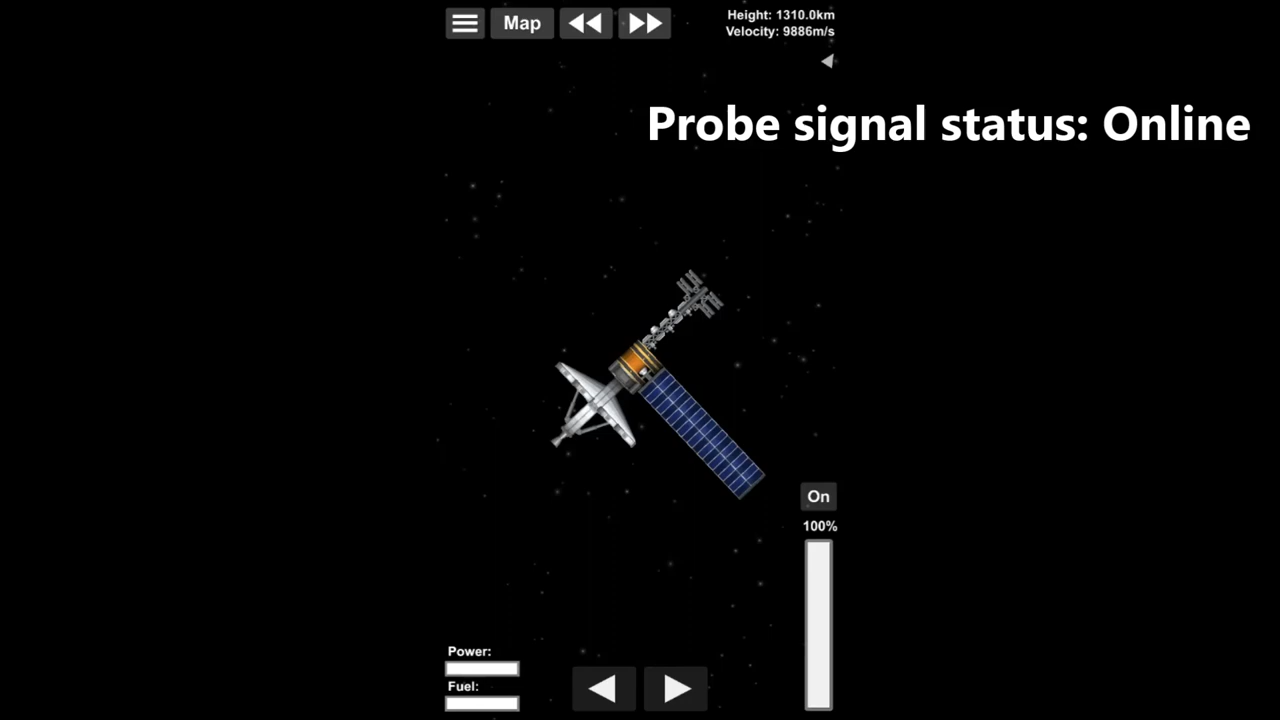 Map
Height: 1310.0km
Velocity: 9886m/s
Probe signal status: Online
On
100%
Power:
Fuel: